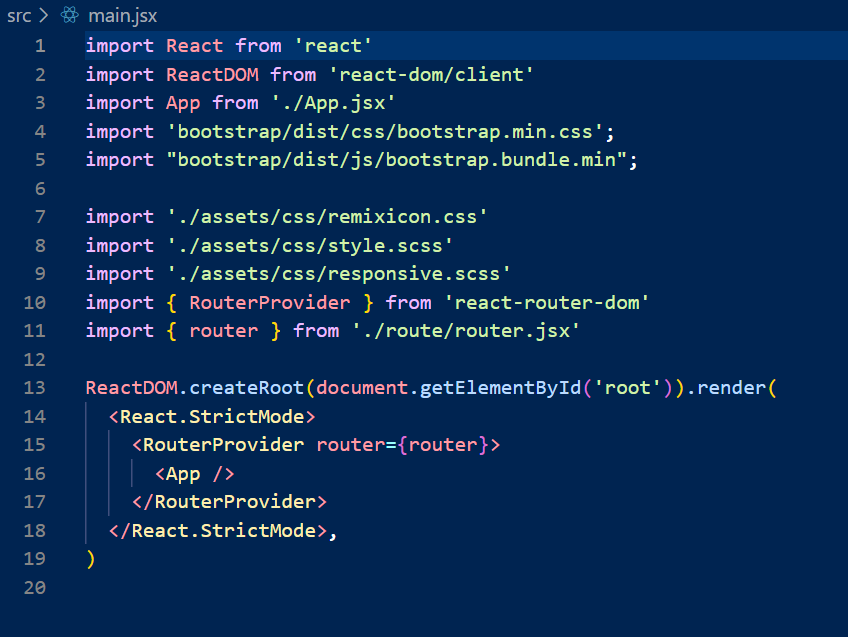 src > main.jsx
1 import React from 'react'
2 import ReactDOM from 'react-dom/client'
3 import App from './App.jsx'
4 import 'bootstrap/dist/css/bootstrap.min.css';
5 import "bootstrap/dist/js/bootstrap.bundle.min";
6
7 import './assets/css/remixicon.css'
8 import './assets/css/style.scss'
9 import './assets/css/responsive.scss'
10 import { RouterProvider } from 'react-router-dom'
11 import { router } from './route/router.jsx'
12
13 ReactDOM.createRoot(document.getElementById('root')).render(
14   <React.StrictMode>
15     <RouterProvider router={router}>
16       <App />
17     </RouterProvider>
18   </React.StrictMode>,
19 )
20